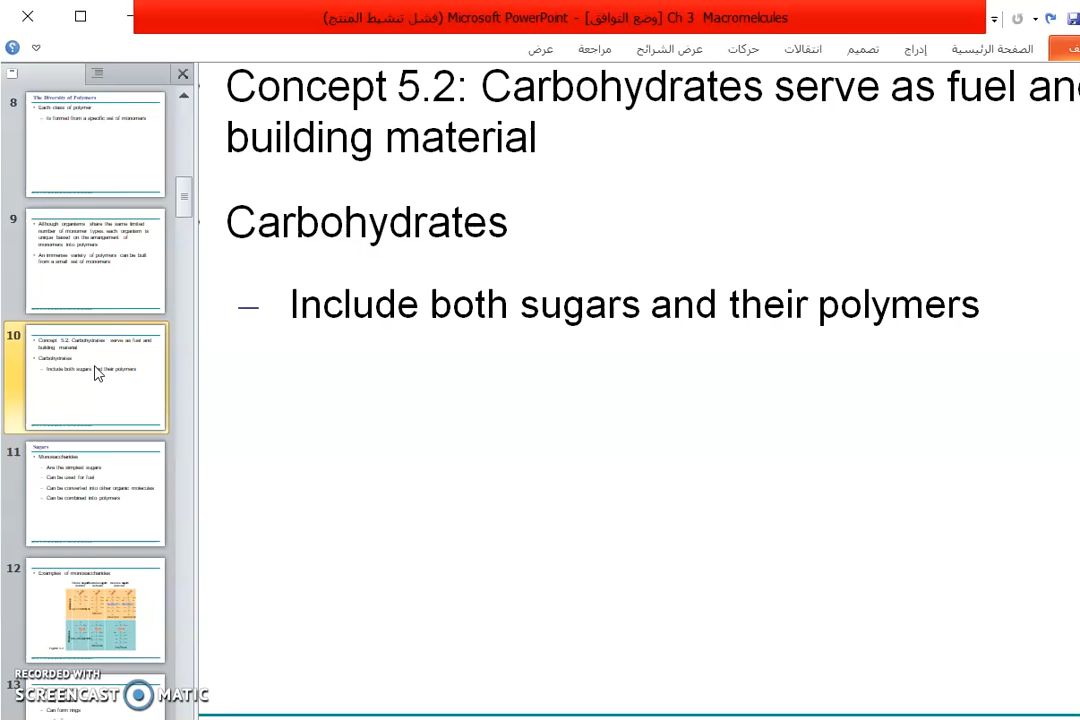 Ch 3 Macromelcules [وضع التوافق] - Microsoft PowerPoint (فشل تنشيط المنتج)
الصفحة الرئيسية إدراج تصميم انتقالات حركات عرض الشرائح مراجعة عرض
8
The Diversity of Polymers
• Each class of polymer
– Is formed from a specific set of monomers
9
• Although organisms share the same limited
number of monomer types, each organism is
unique based on the arrangement of
monomers into polymers
• An immense variety of polymers can be built
from a small set of monomers
10
• Concept 5.2: Carbohydrates serve as fuel and
building material
• Carbohydrates
– Include both sugars and their polymers
11
Sugars
• Monosaccharides
– Are the simplest sugars
– Can be used for fuel
– Can be converted into other organic molecules
– Can be combined into polymers
12
• Examples of monosaccharides
13
Can form rings
Concept 5.2: Carbohydrates serve as fuel an
building material
Carbohydrates
– Include both sugars and their polymers
RECORDED WITH
SCREENCAST MATIC